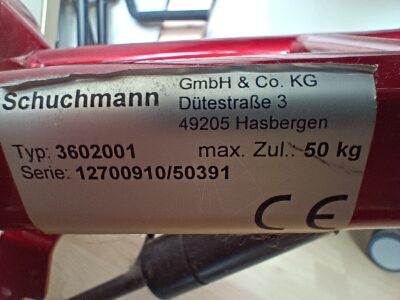 Schuchmann GmbH & Co. KG
Dütestraße 3
49205 Hasbergen
Typ: 3602001 max. Zul.: 50 kg
Serie: 12700910/50391
CE